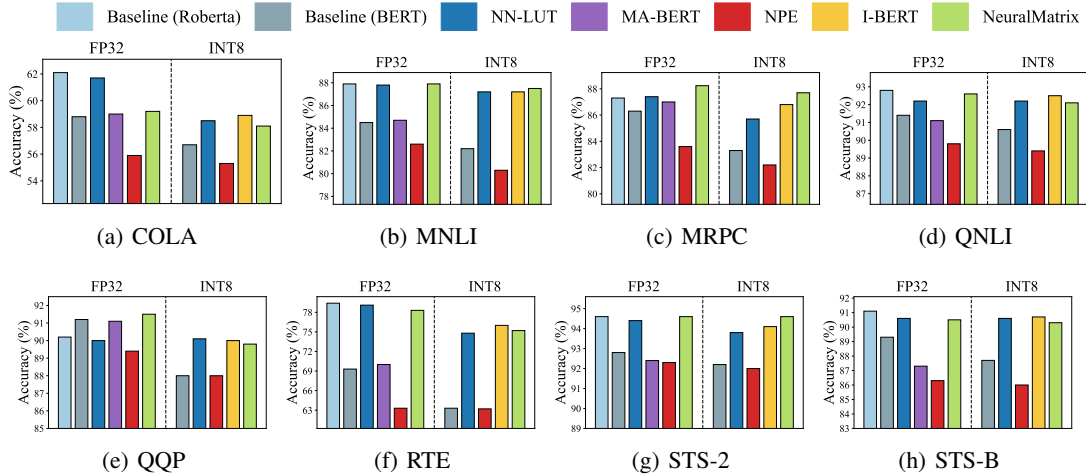 Baseline (Roberta) Baseline (BERT) NN-LUT MA-BERT NPE I-BERT NeuralMatrix
FP32 INT8
Accuracy (%)
62
60
58
56
54
(a) COLA
FP32 INT8
Accuracy (%)
88
86
84
82
80
78
(b) MNLI
FP32 INT8
Accuracy (%)
88
86
84
82
80
(c) MRPC
FP32 INT8
Accuracy (%)
93
92
91
90
89
88
87
(d) QNLI
FP32 INT8
Accuracy (%)
92
91
90
89
88
87
86
85
(e) QQP
FP32 INT8
Accuracy (%)
78
75
72
69
66
63
(f) RTE
FP32 INT8
Accuracy (%)
95
94
93
92
91
90
89
(g) STS-2
FP32 INT8
Accuracy (%)
92
91
90
89
88
87
86
85
84
83
(h) STS-B